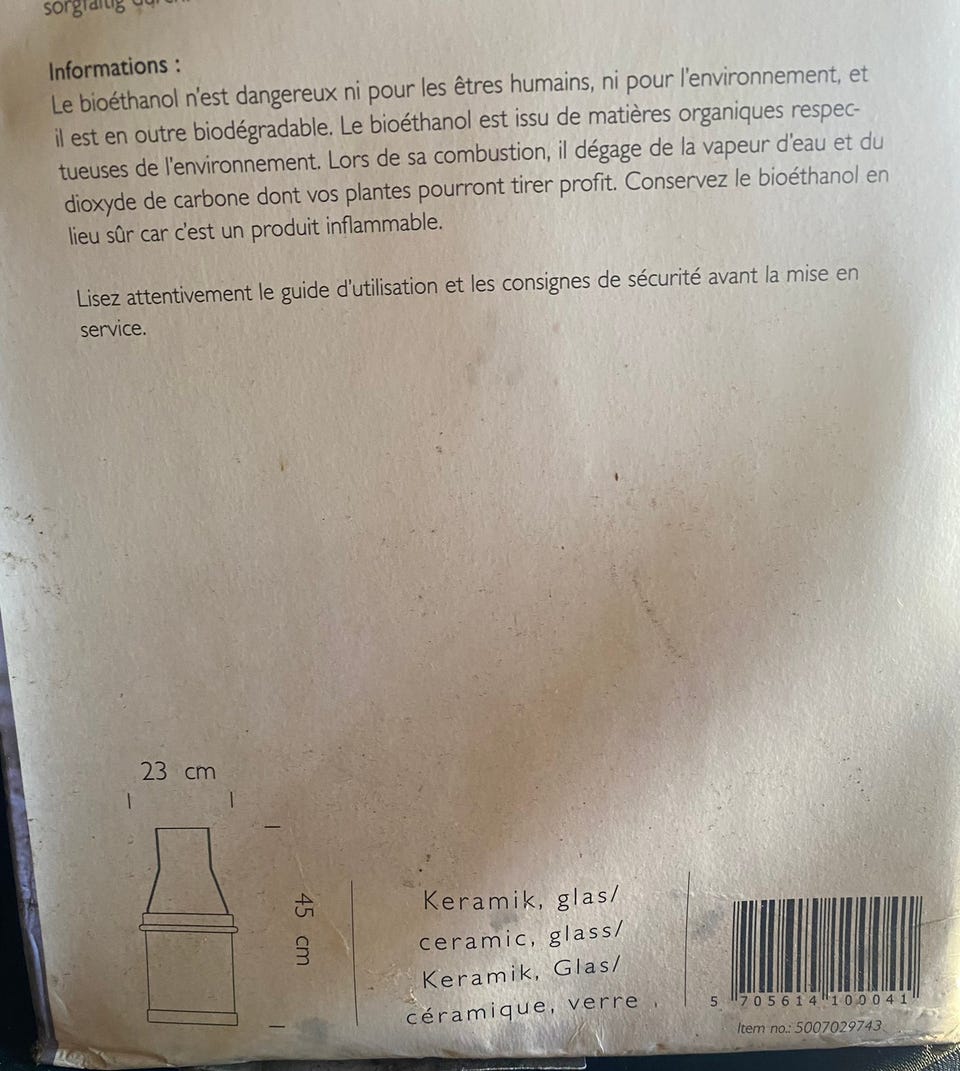 sorgfältig
Informations :
Le bioéthanol n'est dangereux ni pour les êtres humains, ni pour l'environnement, et
il est en outre biodégradable. Le bioéthanol est issu de matières organiques respec-
tueuses de l'environnement. Lors de sa combustion, il dégage de la vapeur d'eau et du
dioxyde de carbone dont vos plantes pourront tirer profit. Conservez le bioéthanol en
lieu sûr car c'est un produit inflammable.
Lisez attentivement le guide d'utilisation et les consignes de sécurité avant la mise en
service.
23 cm
45 cm
Keramik, glas/
ceramic, glass/
Keramik, Glas/
céramique, verre
5 705614 100041
Item no.: 5007029743